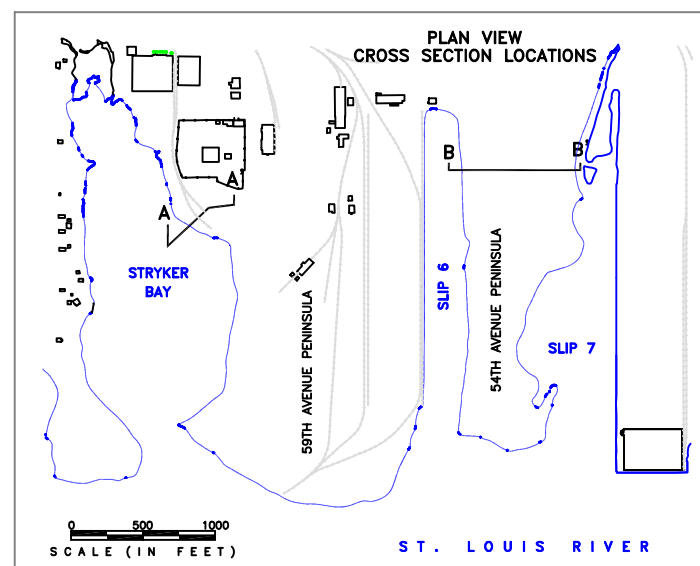 PLAN VIEW
CROSS SECTION LOCATIONS
B
B'
A'
A
STRYKER
BAY
59TH AVENUE PENINSULA
SLIP 6
54TH AVENUE PENINSULA
SLIP 7
0 500 1000
SCALE (IN FEET)
ST. LOUIS RIVER